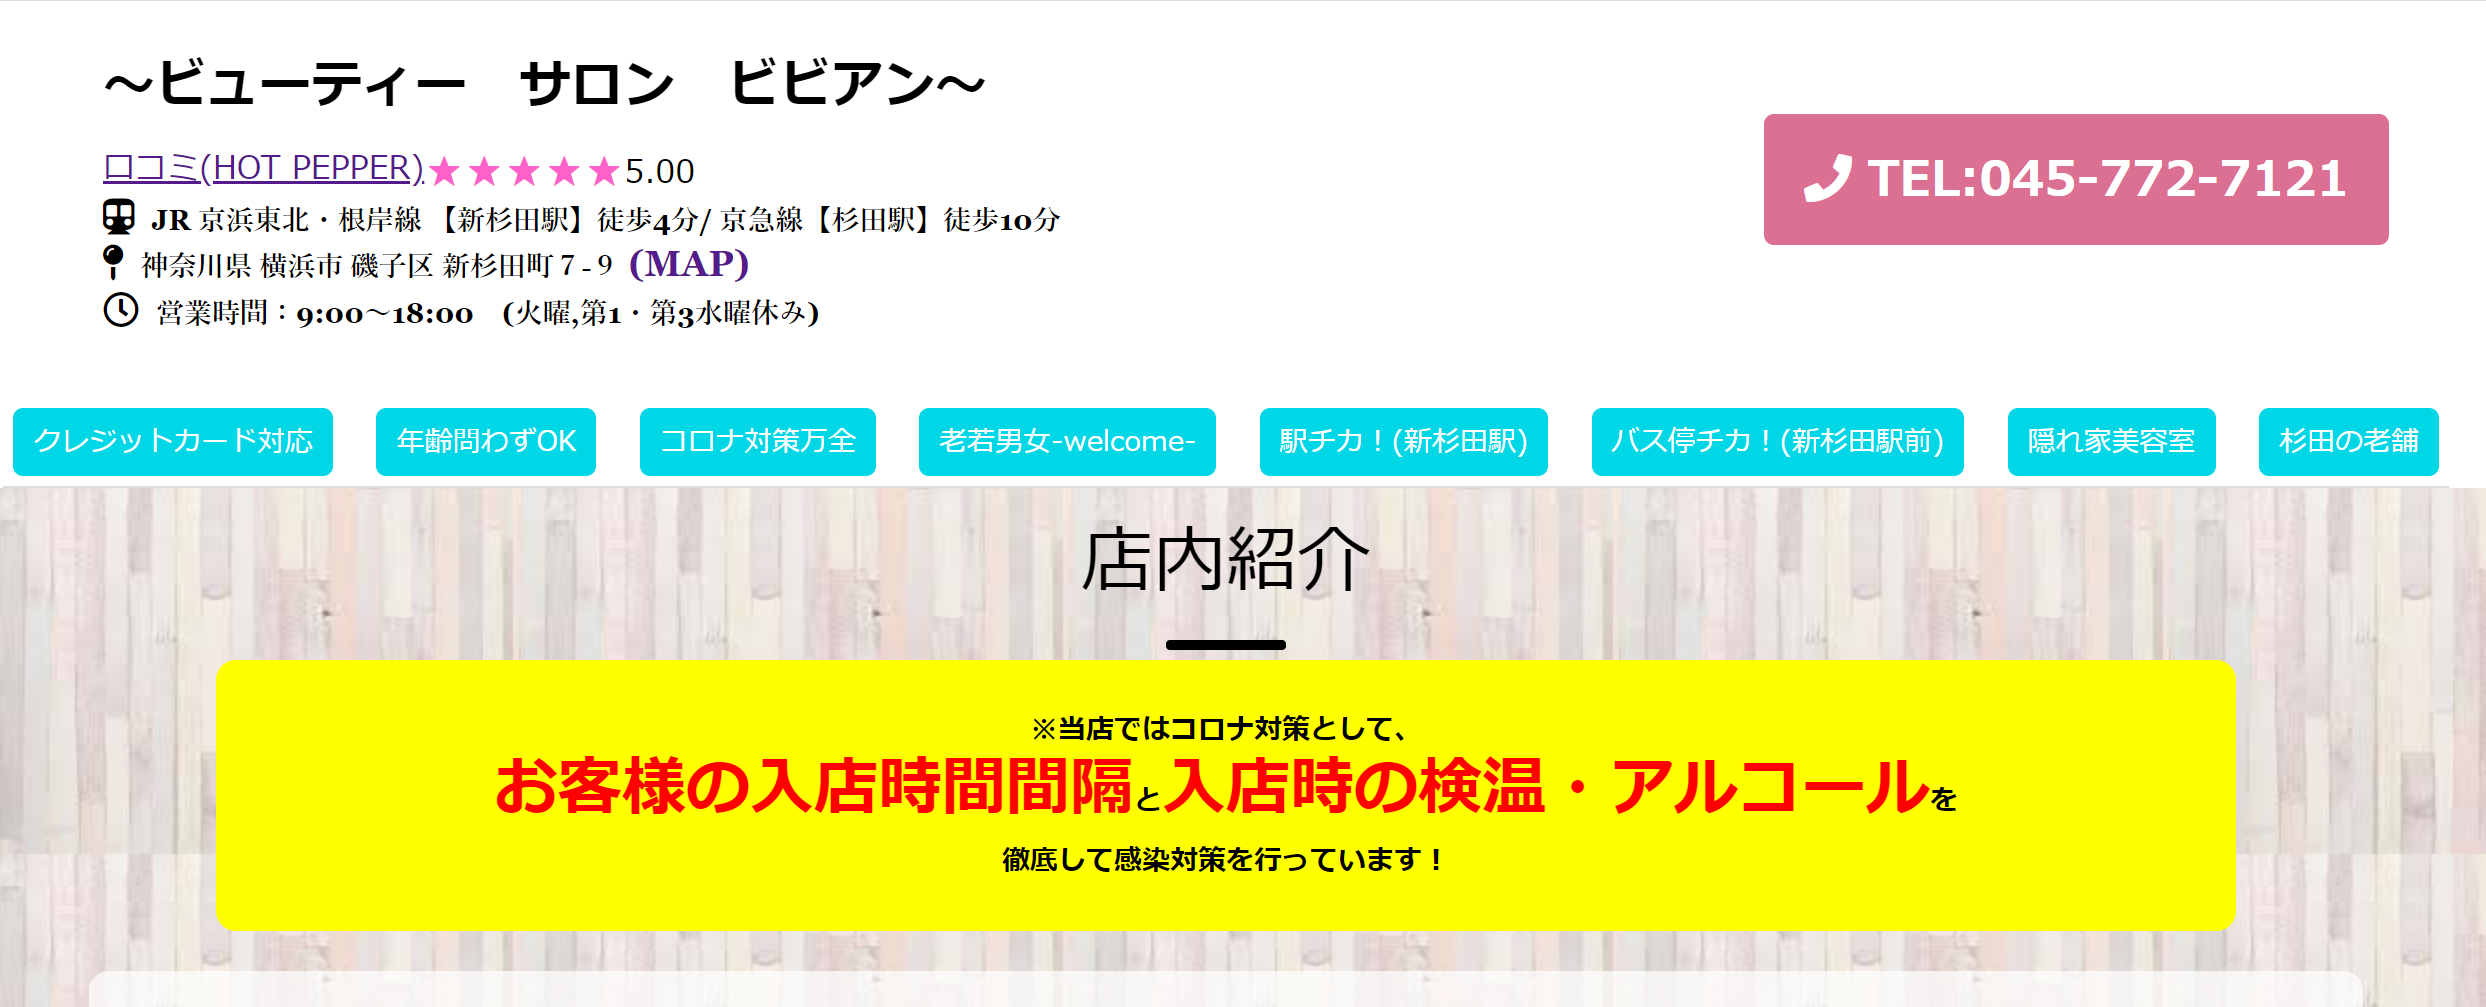 ～ビューティー　サロン　ビビアン～
口コミ(HOT PEPPER)★★★★★5.00
TEL:045-772-7121
JR 京浜東北・根岸線 【新杉田駅】徒歩4分/ 京急線【杉田駅】徒歩10分
神奈川県 横浜市 磯子区 新杉田町７-９ (MAP)
営業時間：9:00～18:00　(火曜,第1・第3水曜休み)
クレジットカード対応
年齢問わずOK
コロナ対策万全
老若男女-welcome-
駅チカ！(新杉田駅)
バス停チカ！(新杉田駅前)
隠れ家美容室
杉田の老舗
店内紹介
※当店ではコロナ対策として、
お客様の入店時間間隔と入店時の検温・アルコールを
徹底して感染対策を行っています！